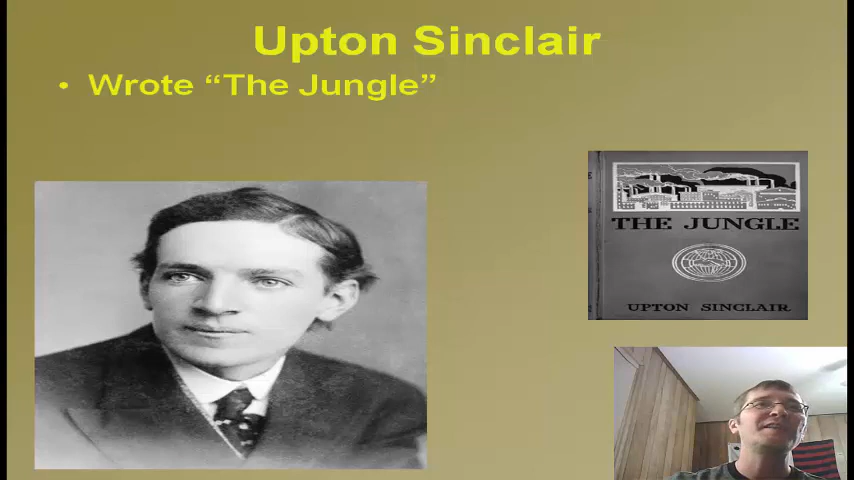 Upton Sinclair
• Wrote “The Jungle”
THE JUNGLE
UPTON SINCLAIR